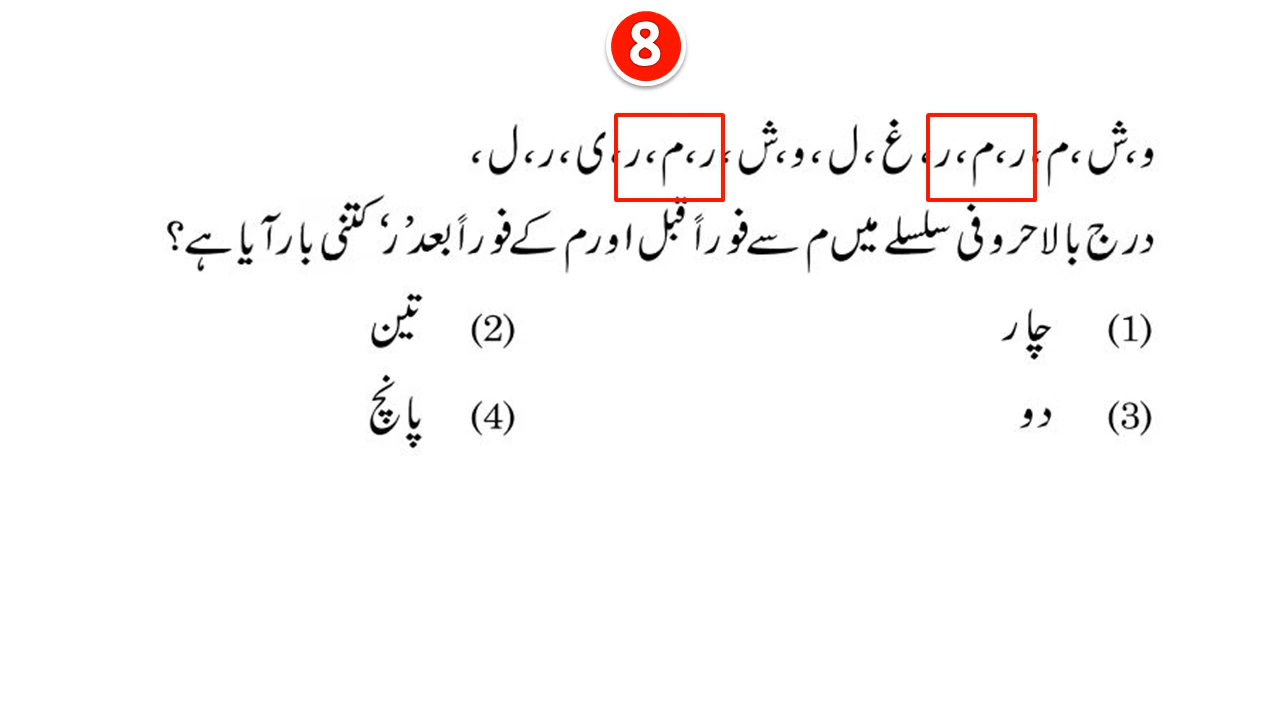 8
و،ش،م،ر،م،ر،غ،ل،و،ش،ر،م،ر،ی،ر،ل،
درج بالا حروفی سلسلے میں م سے فوراً قبل اور م کے فوراً بعد ’ر‘ کتنی بار آیا ہے؟
(1) چار (2) تین
(3) دو (4) پانچ